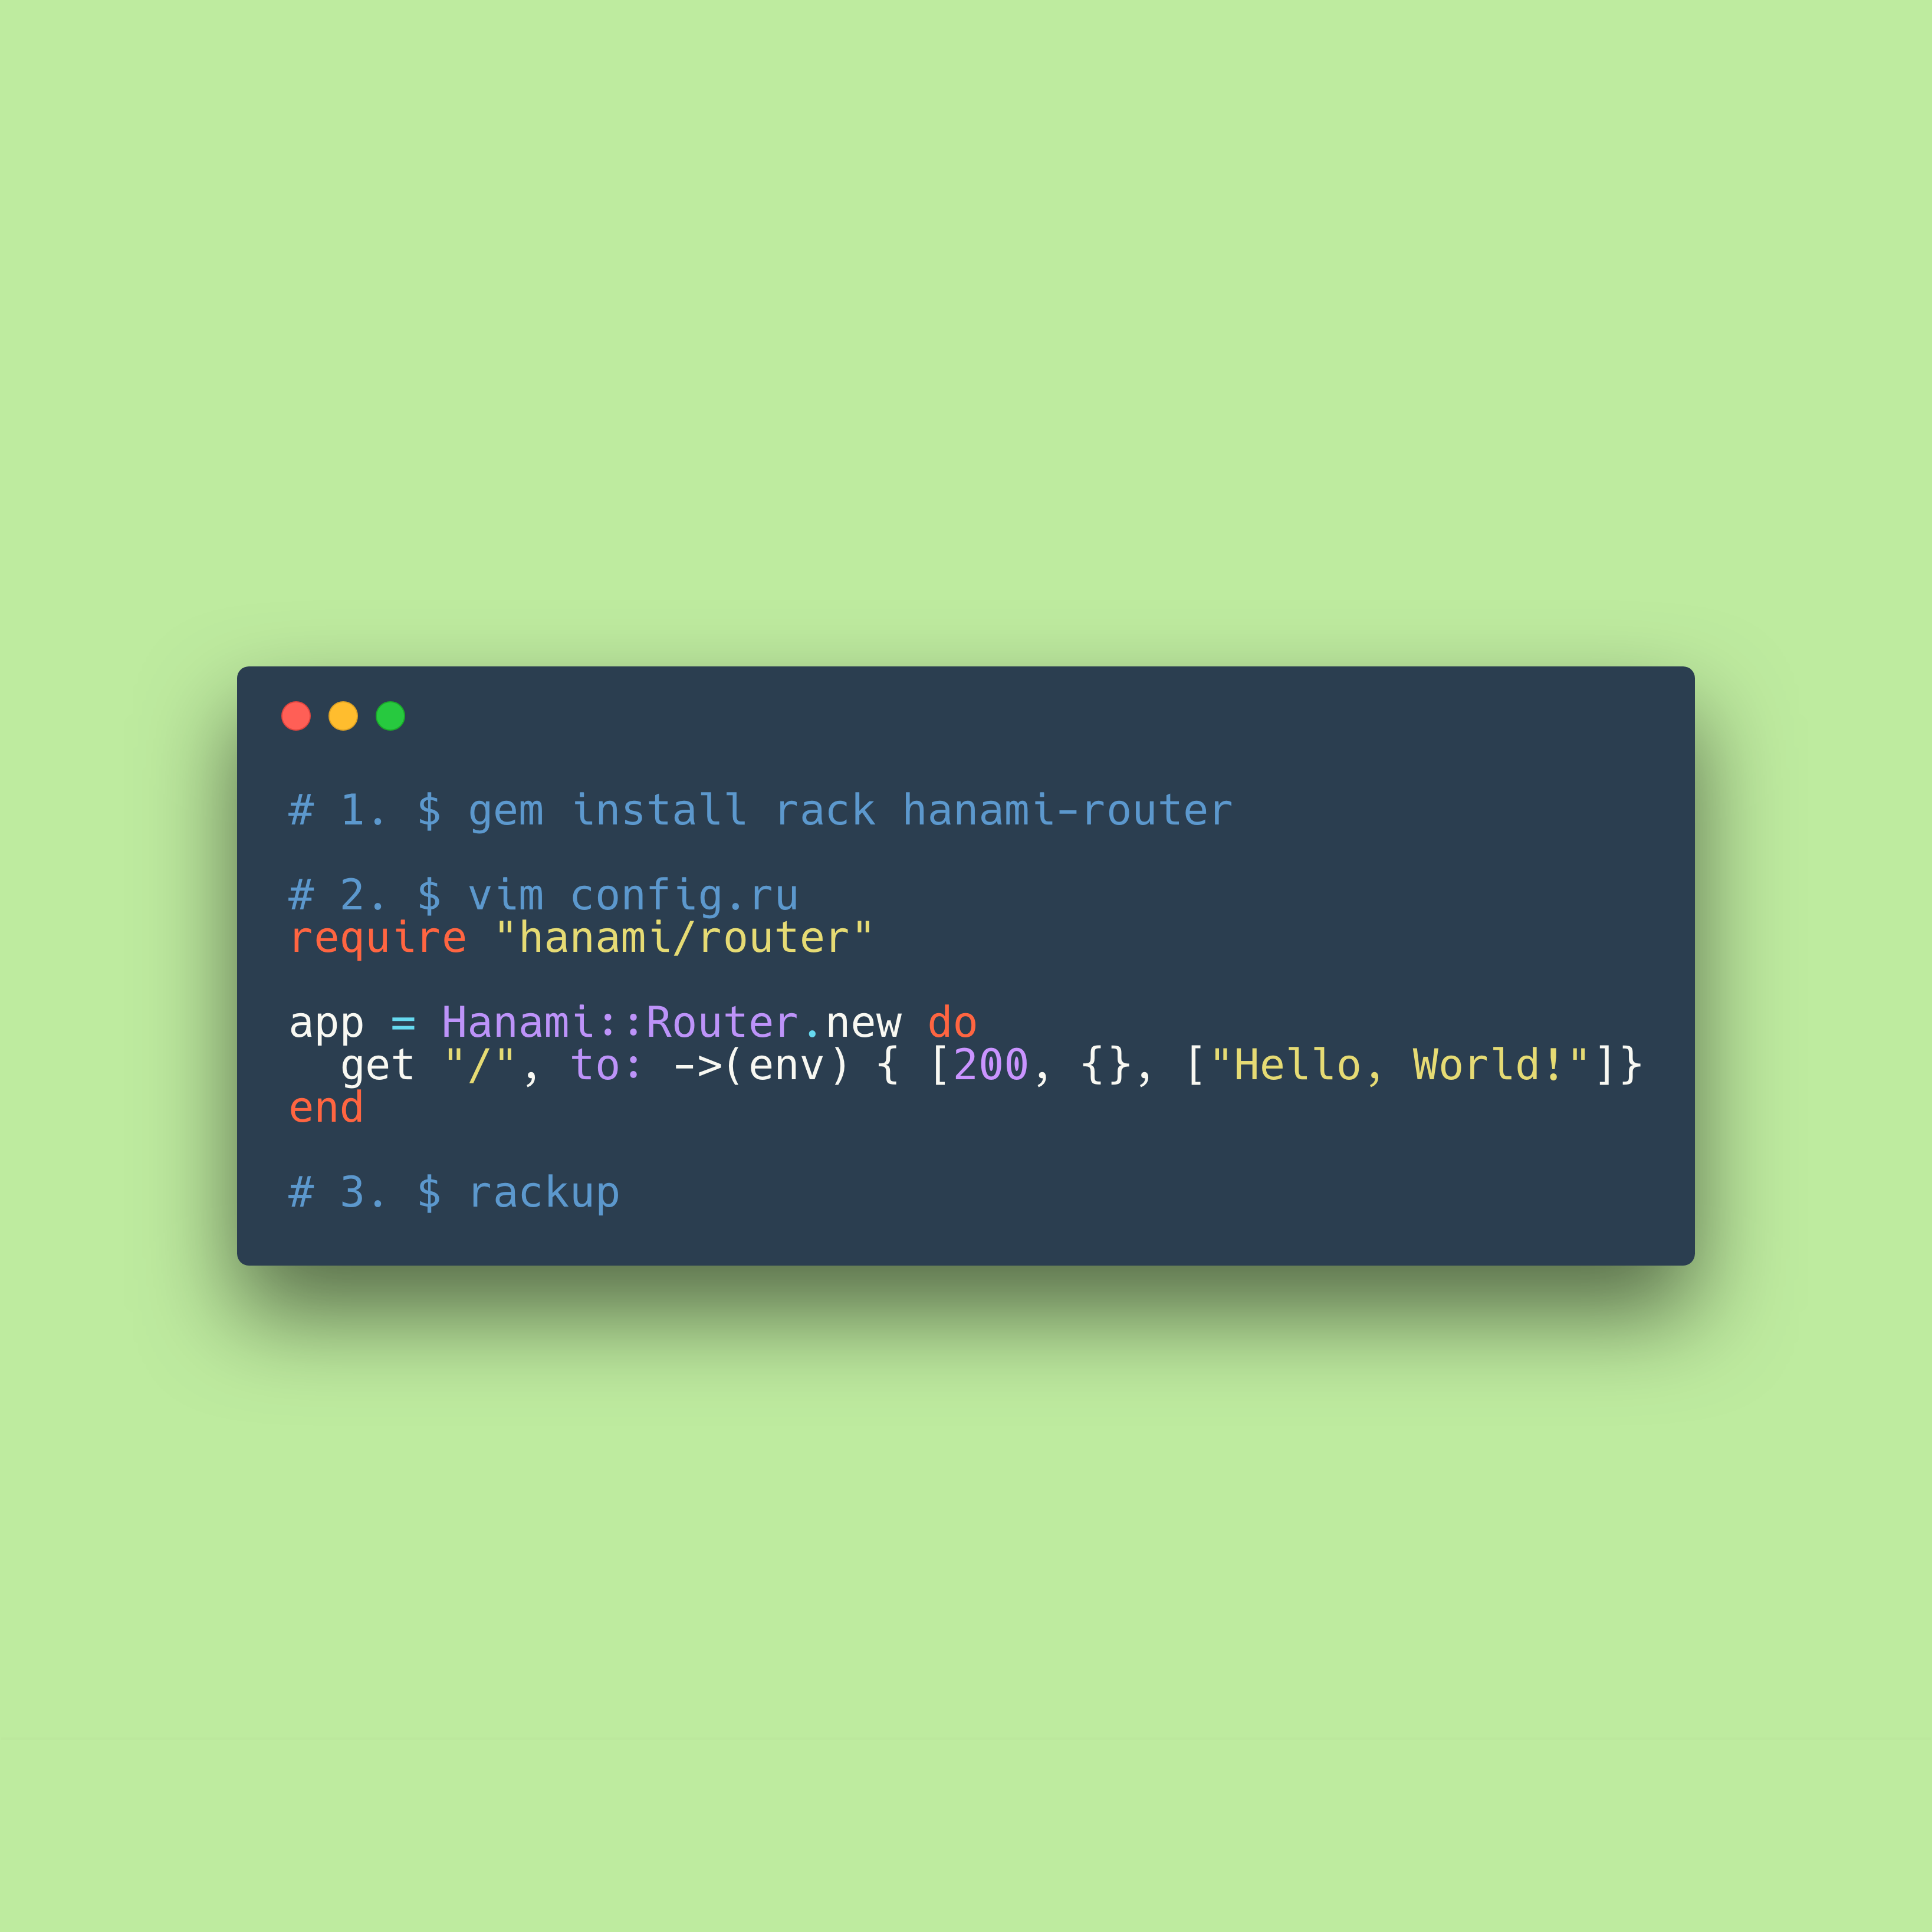 # 1. $ gem install rack hanami-router
# 2. $ vim config.ru
require "hanami/router"
app = Hanami::Router.new do
  get "/", to: ->(env) { [200, {}, ["Hello, World!"]}
end
# 3. $ rackup